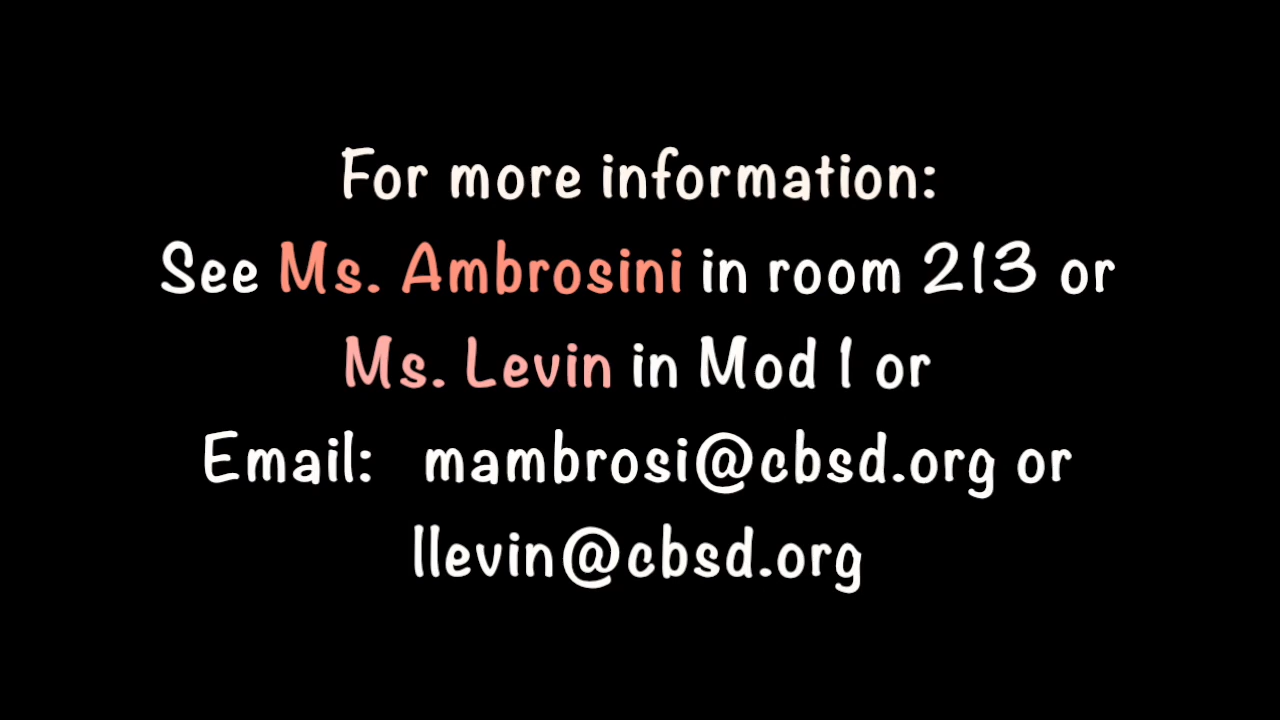 For more information:
See Ms. Ambrosini in room 213 or
Ms. Levin in Mod 1 or
Email: mambrosi@cbsd.org or
llevin@cbsd.org